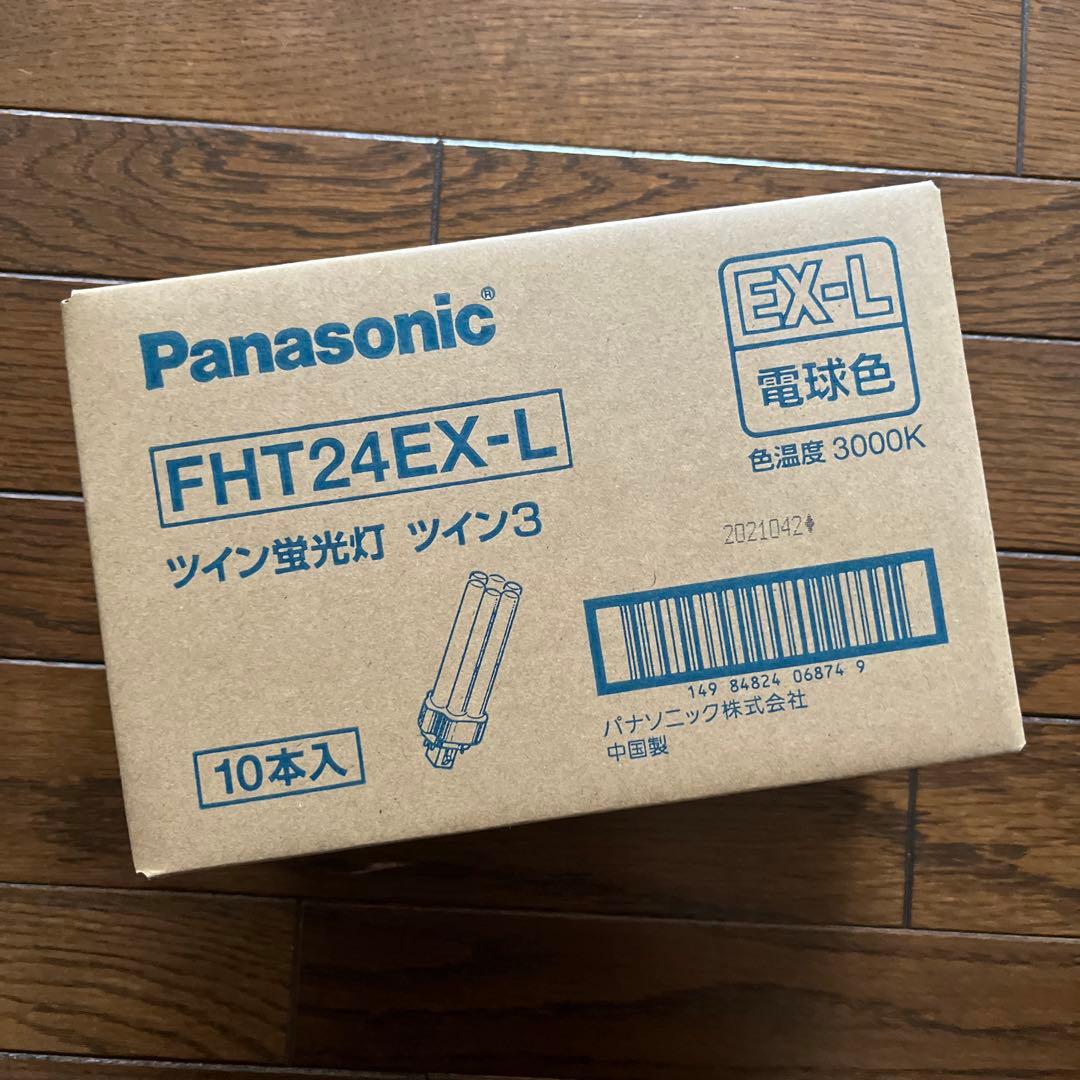 Panasonic®
FHT24EX-L
ツイン蛍光灯 ツイン3
10本入
EX-L
電球色
色温度 3000K
2021042
149 84824 06874 9
パナソニック株式会社
中国製